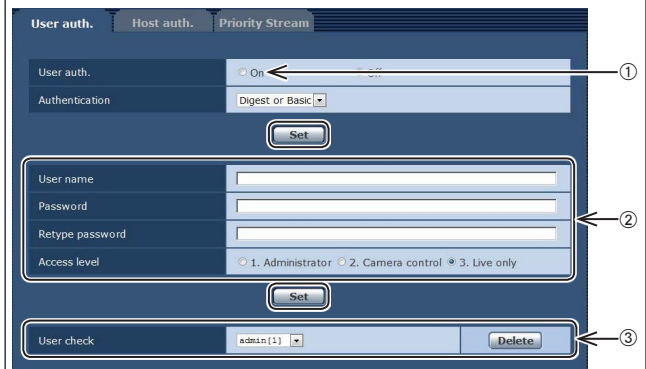 User auth. Host auth. Priority Stream
User auth. On Off ①
Authentication Digest or Basic
Set
User name
Password ②
Retype password
Access level 1. Administrator 2. Camera control 3. Live only
Set
User check admin[1] Delete ③